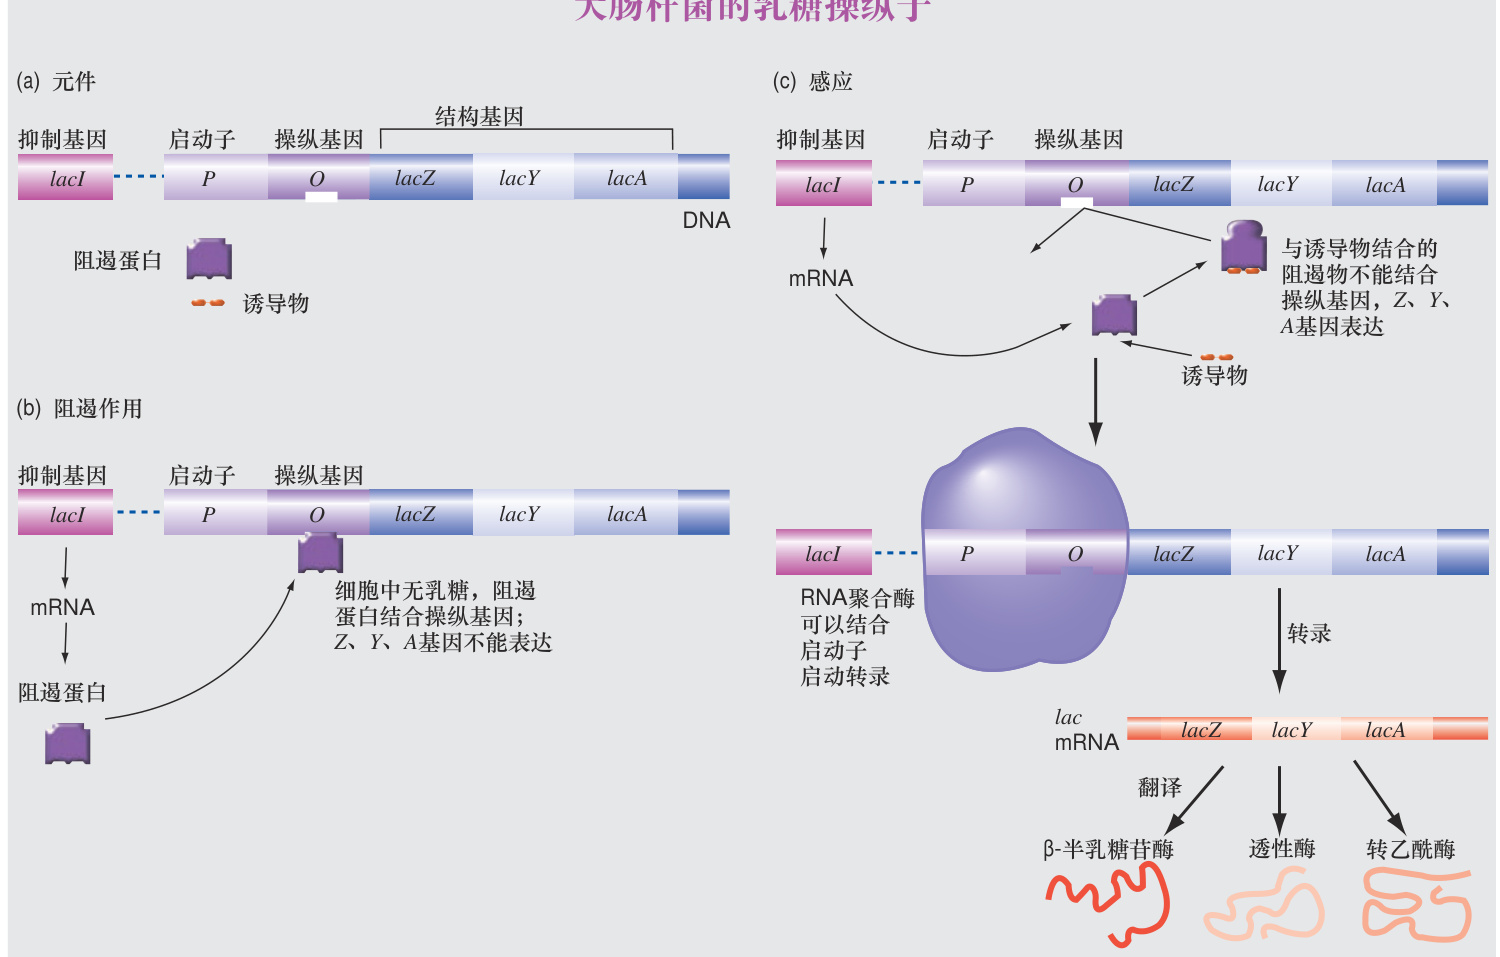 大肠杆菌的乳糖操纵子
(a) 元件
结构基因
抑制基因 启动子 操纵基因
lacI P O lacZ lacY lacA
DNA
阻遏蛋白
诱导物
(b) 阻遏作用
抑制基因 启动子 操纵基因
lacI P O lacZ lacY lacA
mRNA
细胞中无乳糖，阻遏
蛋白结合操纵基因；
Z、Y、A基因不能表达
阻遏蛋白
(c) 感应
抑制基因 启动子 操纵基因
lacI P O lacZ lacY lacA
mRNA
与诱导物结合的
阻遏物不能结合
操纵基因，Z、Y、
A基因表达
诱导物
lacI P O lacZ lacY lacA
RNA聚合酶
可以结合
启动子
启动转录
转录
lac
mRNA
lacZ lacY lacA
翻译
β-半乳糖苷酶 透性酶 转乙酰酶